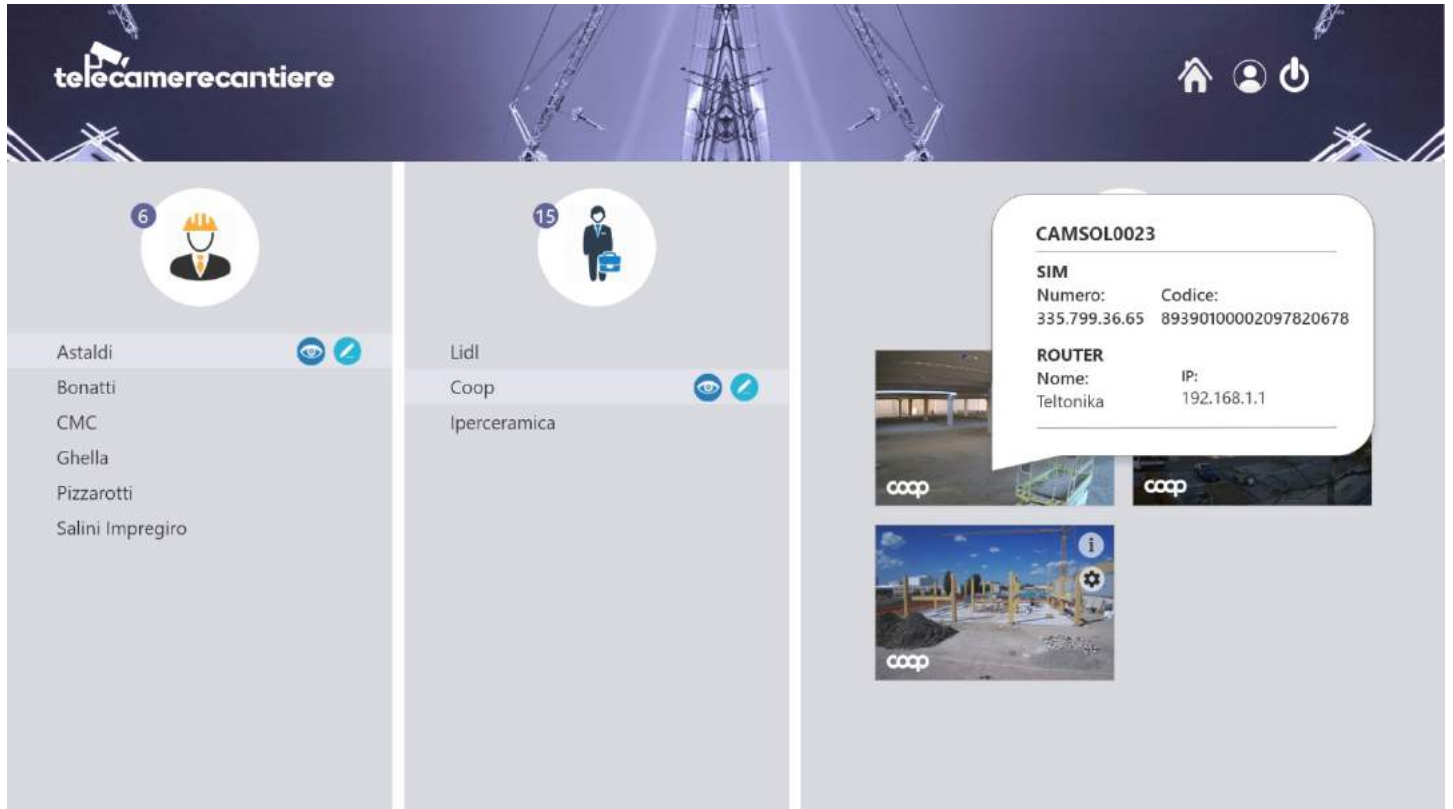 telecamerecantiere
6
Astaldi
Bonatti
CMC
Ghella
Pizzarotti
Salini Impregiro
15
Lidl
Coop
Iperceramica
CAMSOL0023
SIM
Numero: Codice:
335.799.36.65 89390100002097820678
ROUTER
Nome: IP:
Teltonika 192.168.1.1
coop
coop
i
coop